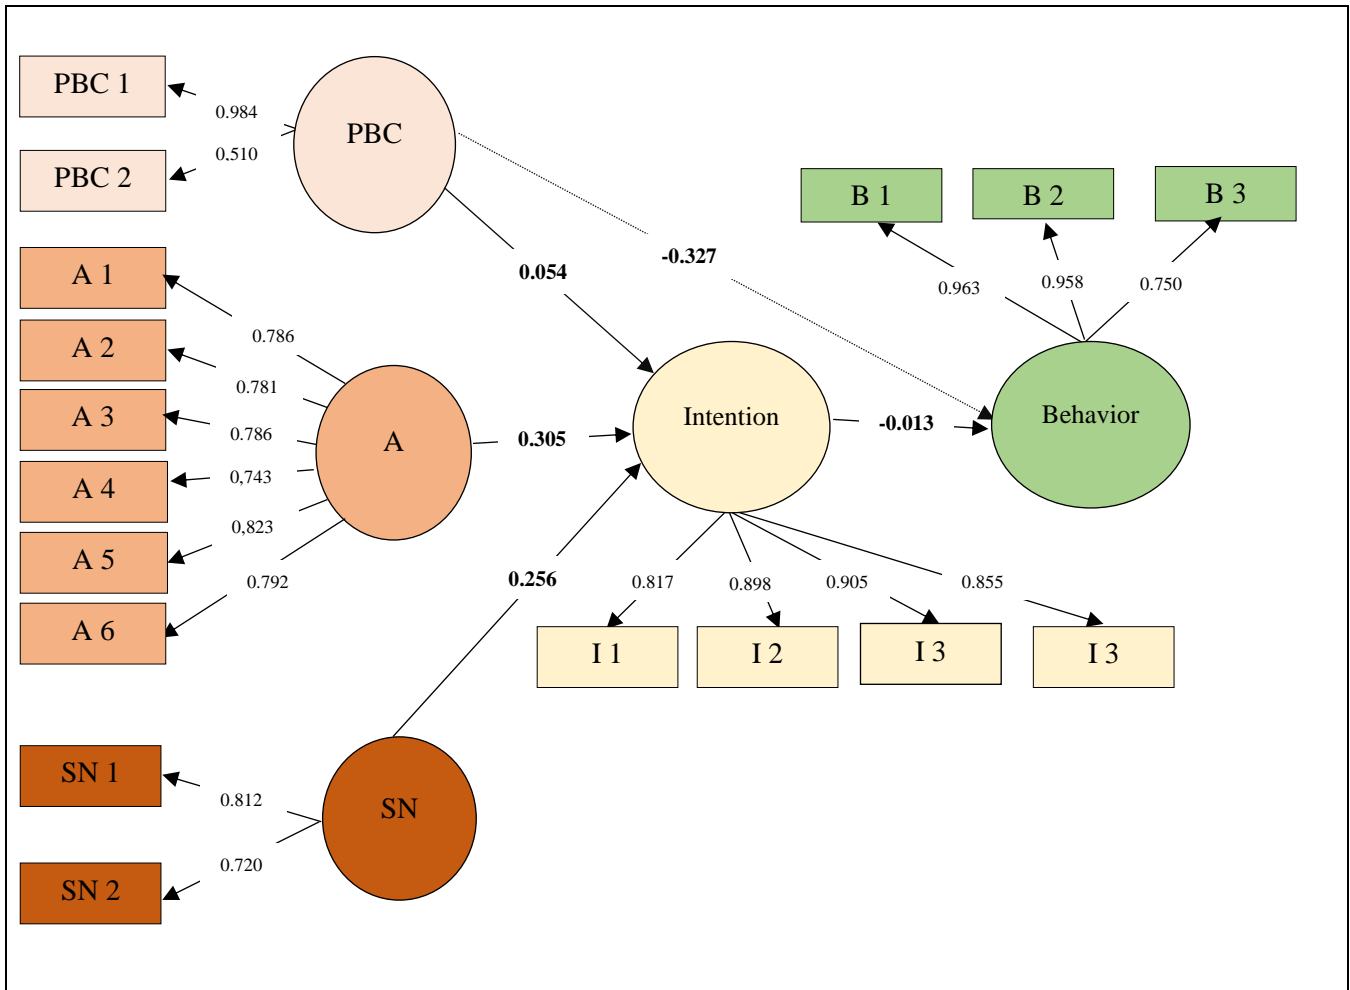 PBC 1
0.984
PBC
0.510
PBC 2
B 1
B 2
B 3
-0.327
0.054
0.963
0.958
0.750
A 1
0.786
A 2
0.781
A 3
0.786
A
0.305
Intention
-0.013
Behavior
A 4
0,743
0,823
A 5
0.792
A 6
0.256
0.817
0.898
0.905
0.855
I 1
I 2
I 3
I 3
SN 1
0.812
SN
0.720
SN 2